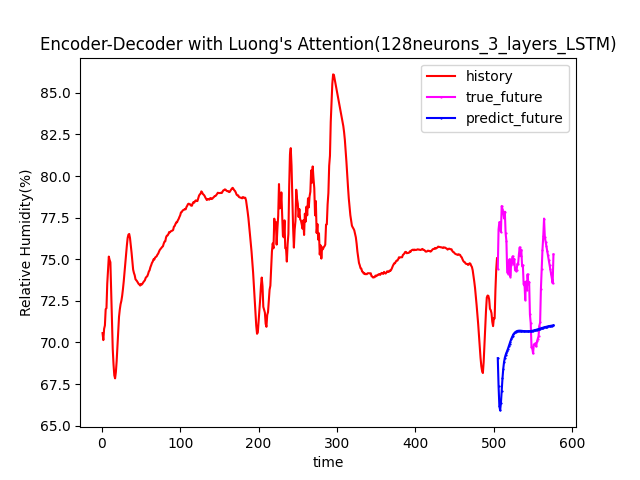 Encoder-Decoder with Luong's Attention(128neurons_3_layers_LSTM)
history
true_future
predict_future
Relative Humidity(%)
85.0
82.5
80.0
77.5
75.0
72.5
70.0
67.5
65.0
0 100 200 300 400 500 600
time